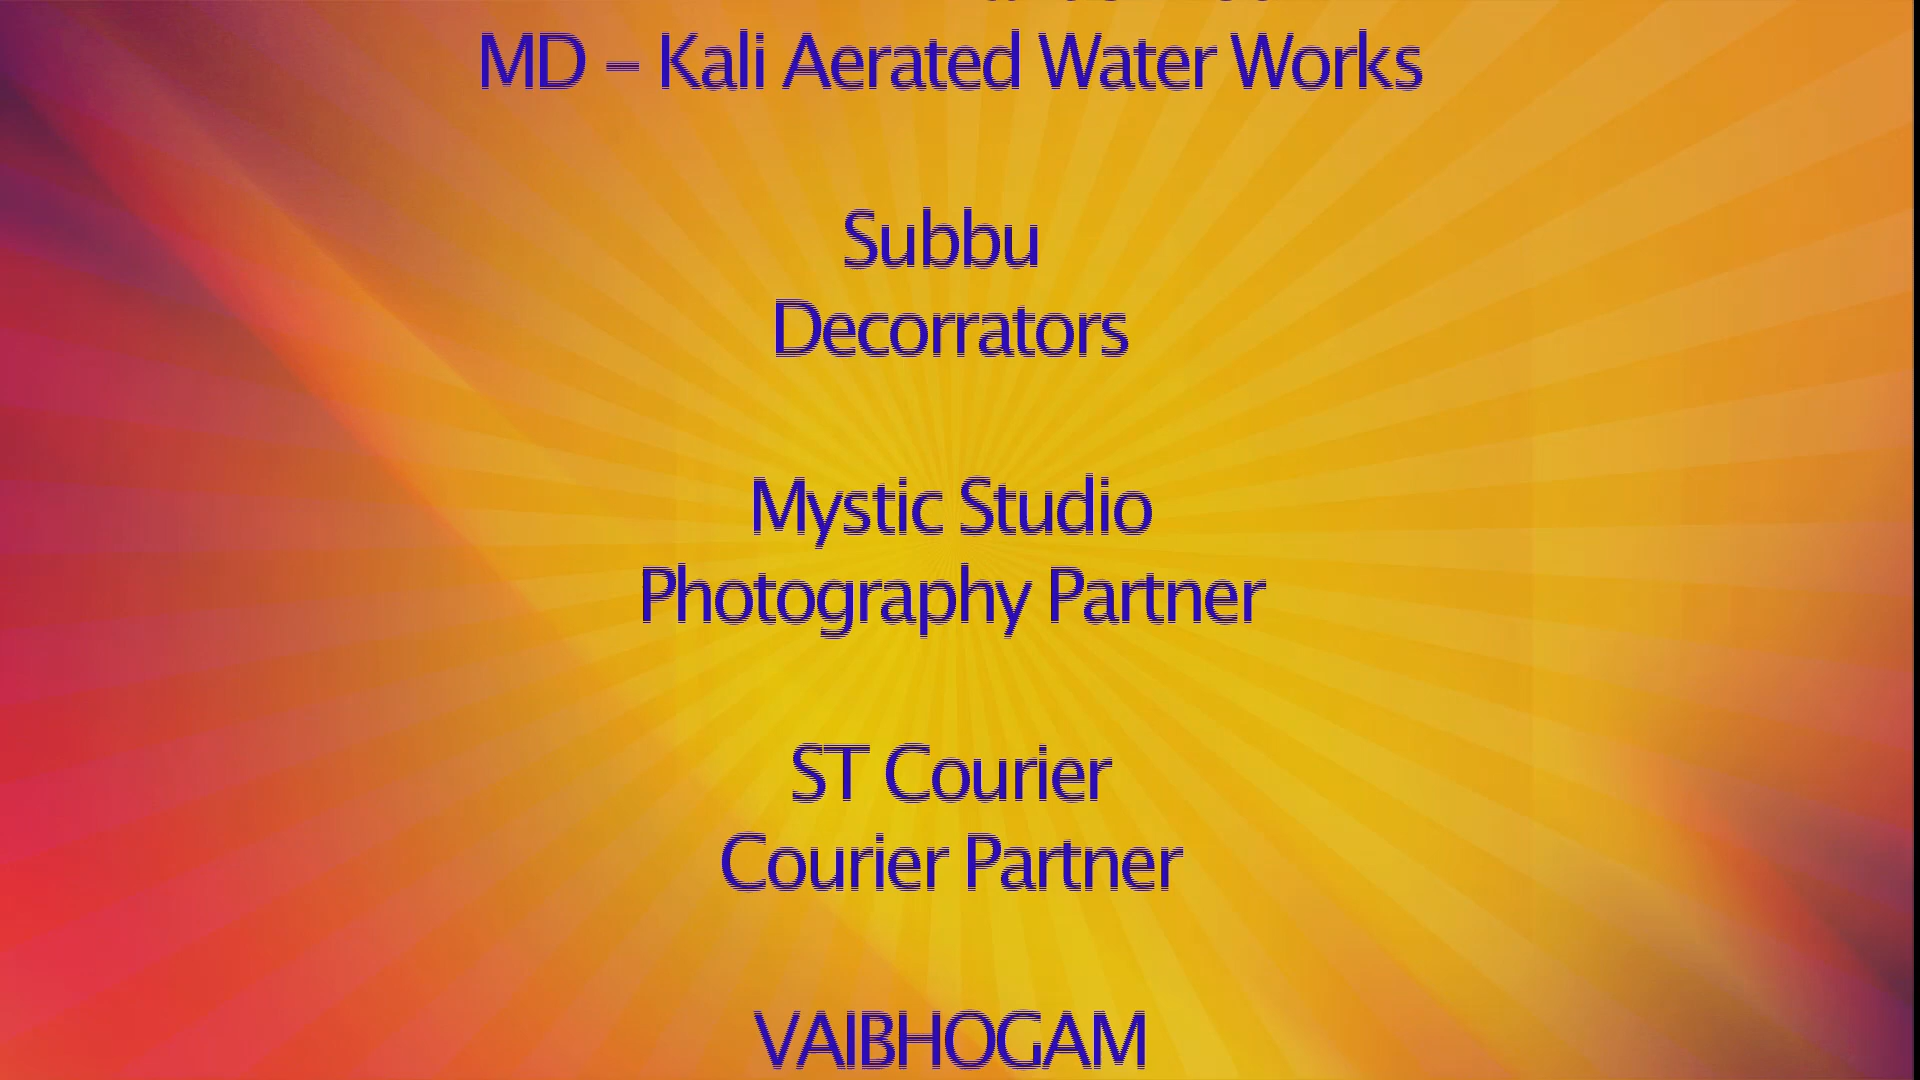 MD – Kali Aerated Water Works
Subbu
Decorrators
Mystic Studio
Photography Partner
ST Courier
Courier Partner
VAIBHOGAM